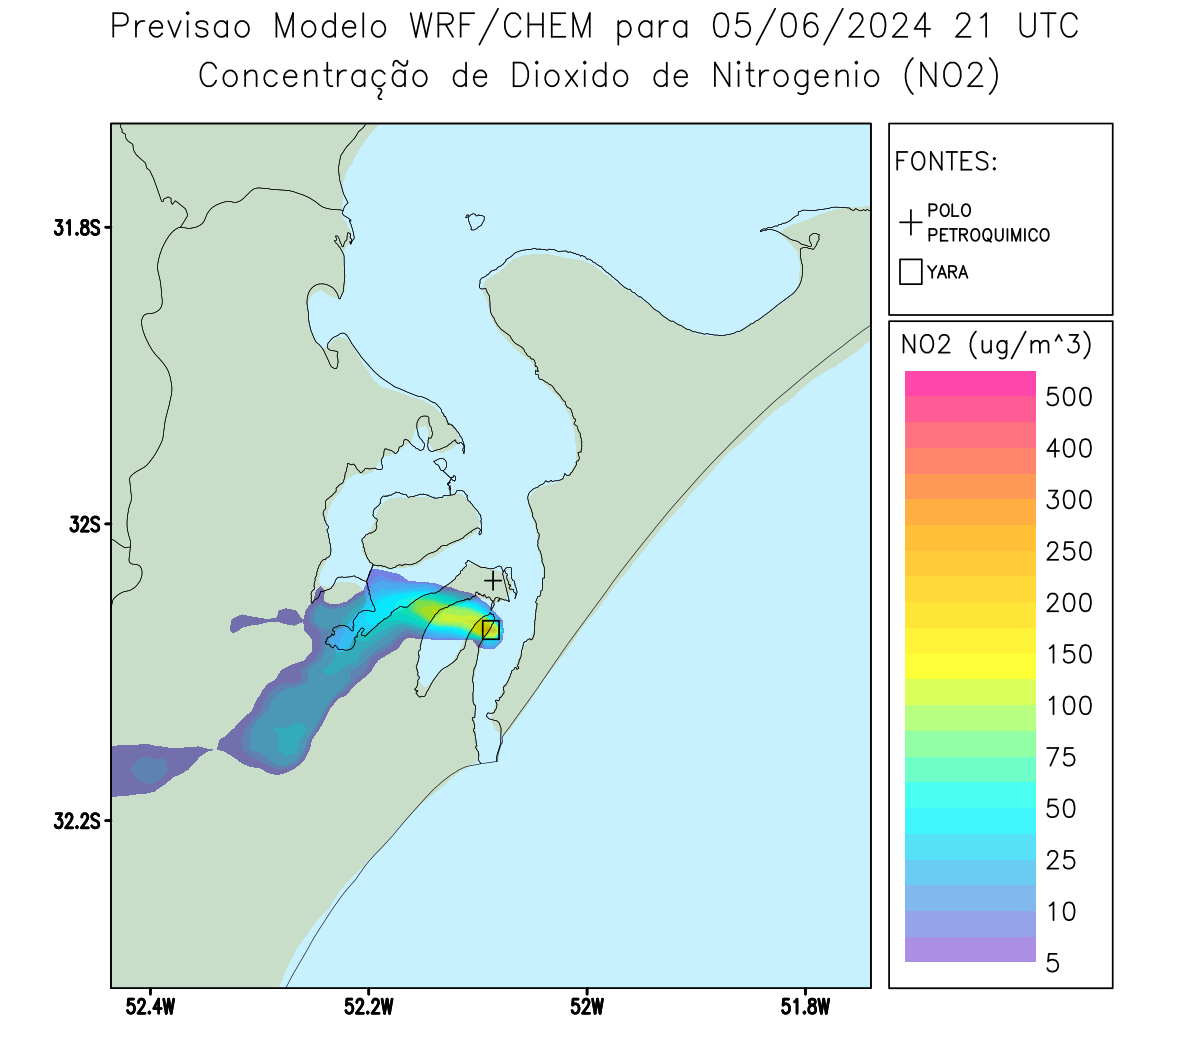 Previsao Modelo WRF/CHEM para 05/06/2024 21 UTC
Concentração de Dioxido de Nitrogenio (NO2)
FONTES:
POLO
PETROQUIMICO
YARA
NO2 (ug/m^3)
500
400
300
250
200
150
100
75
50
25
10
5
31.8S
32S
32.2S
52.4W
52.2W
52W
51.8W